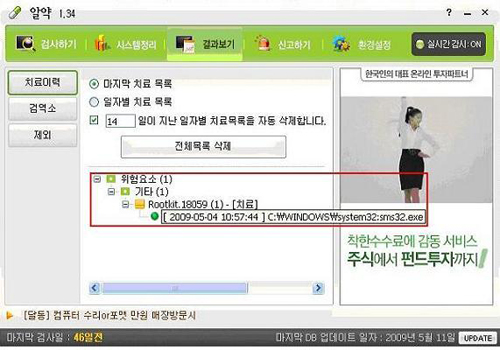 알약 1.34
검사하기 시스템정리 결과보기 신고하기 환경설정 실시간 감시: ON
치료이력
검역소
제외
마지막 치료 목록
일자별 치료 목록
14 일이 지난 일자별 치료목록을 자동 삭제합니다.
전체목록 삭제
위험요소 (1)
기타 (1)
Rootkit,18059 (1) - [치료]
[ 2009-05-04 10:57:44 ] C:₩WINDOWS₩system32:sms32.exe
한국인의 대표 온라인 투자파트너
착한수수료에 감동 서비스
주식에서 펀드투자까지
[달동] 컴퓨터 수리or포맷 만원 매장방문시
마지막 검사일 : 46일전 마지막 DB 업데이트 일자 : 2009년 5월 11일 UPDATE